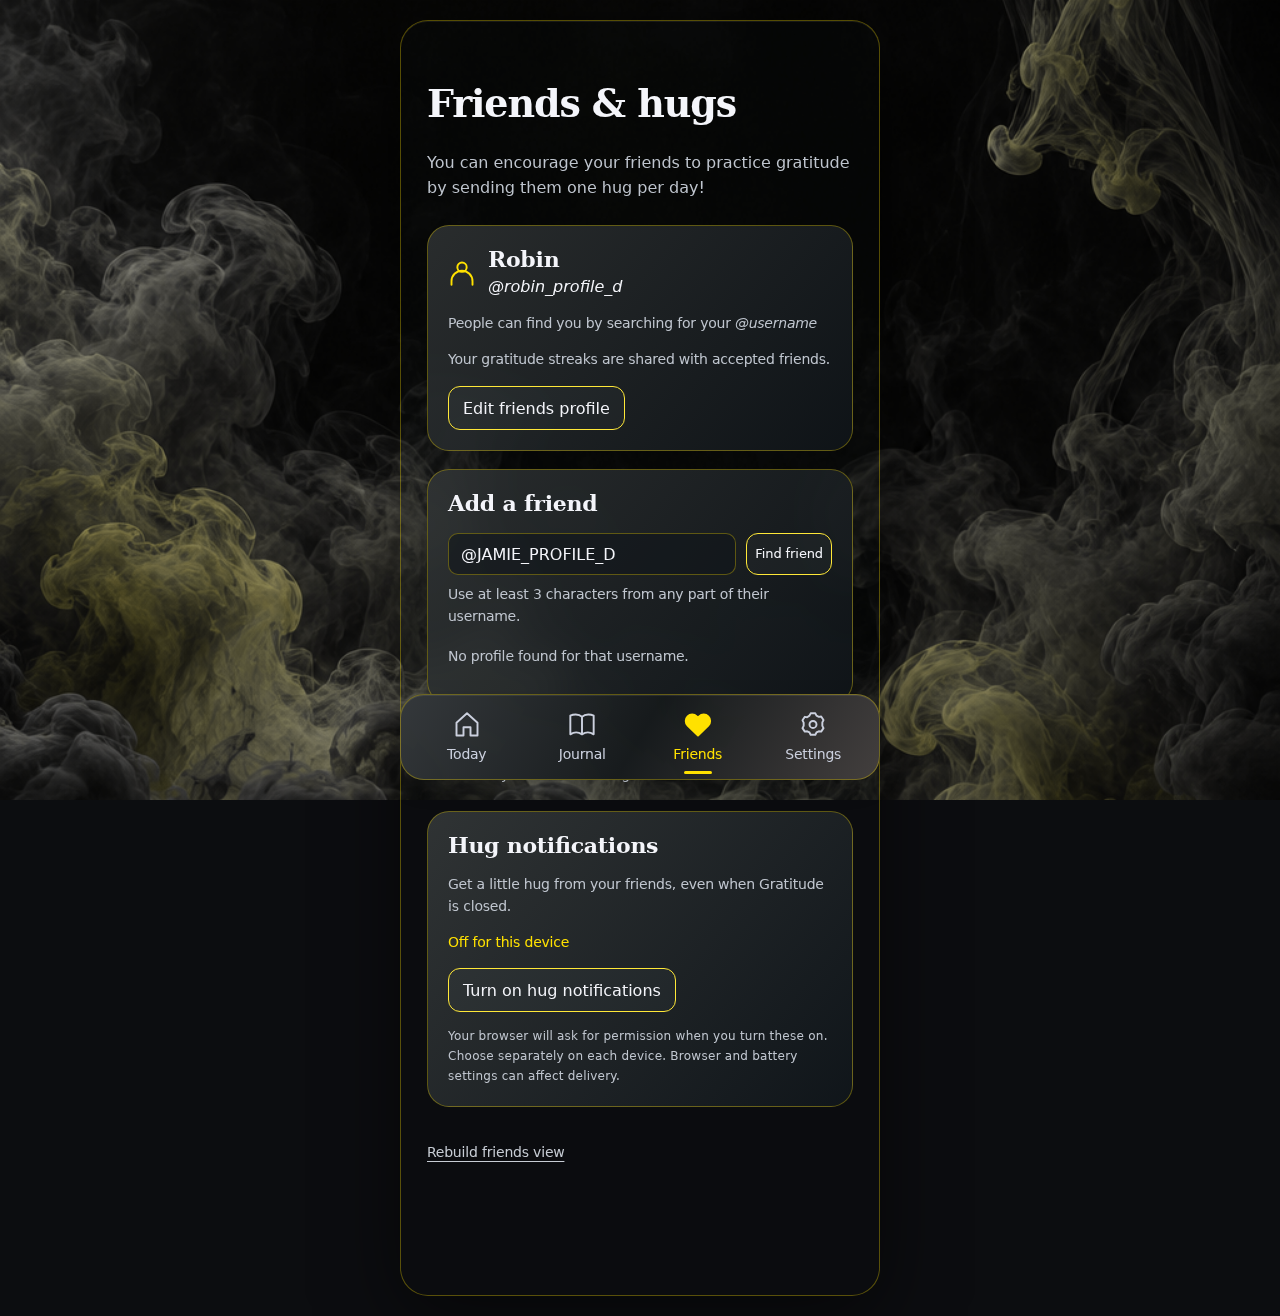 Friends & hugs
You can encourage your friends to practice gratitude
by sending them one hug per day!
Robin
@robin_profile_d
People can find you by searching for your @username
Your gratitude streaks are shared with accepted friends.
Edit friends profile
Add a friend
@JAMIE_PROFILE_D
Find friend
Use at least 3 characters from any part of their
username.
No profile found for that username.
Today
Journal
Friends
Settings
Hug notifications
Get a little hug from your friends, even when Gratitude
is closed.
Off for this device
Turn on hug notifications
Your browser will ask for permission when you turn these on.
Choose separately on each device. Browser and battery
settings can affect delivery.
Rebuild friends view